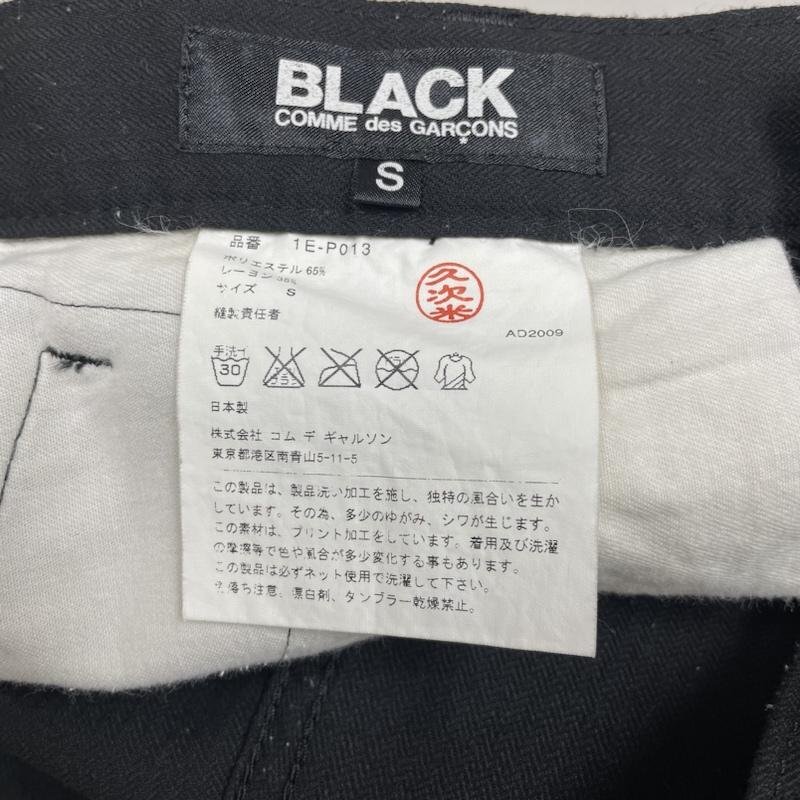 BLACK
COMME des GARÇONS
S
品番 1E-P013
ポリエステル 65%
レーヨン 35%
サイズ S
久次米
縫製責任者
AD2009
手洗イ
30
日本製
株式会社 コム デ ギャルソン
東京都港区南青山5-11-5
この製品は、製品洗い加工を施し、独特の風合いを生か
しています。その為、多少のゆがみ、シワが生じます。
この素材は、プリント加工をしています。着用及び洗濯
の摩擦等で色や風合が多少変化する事もあります。
この製品は必ずネット使用で洗濯して下さい。
色落ち注意。漂白剤、タンブラー乾燥禁止。